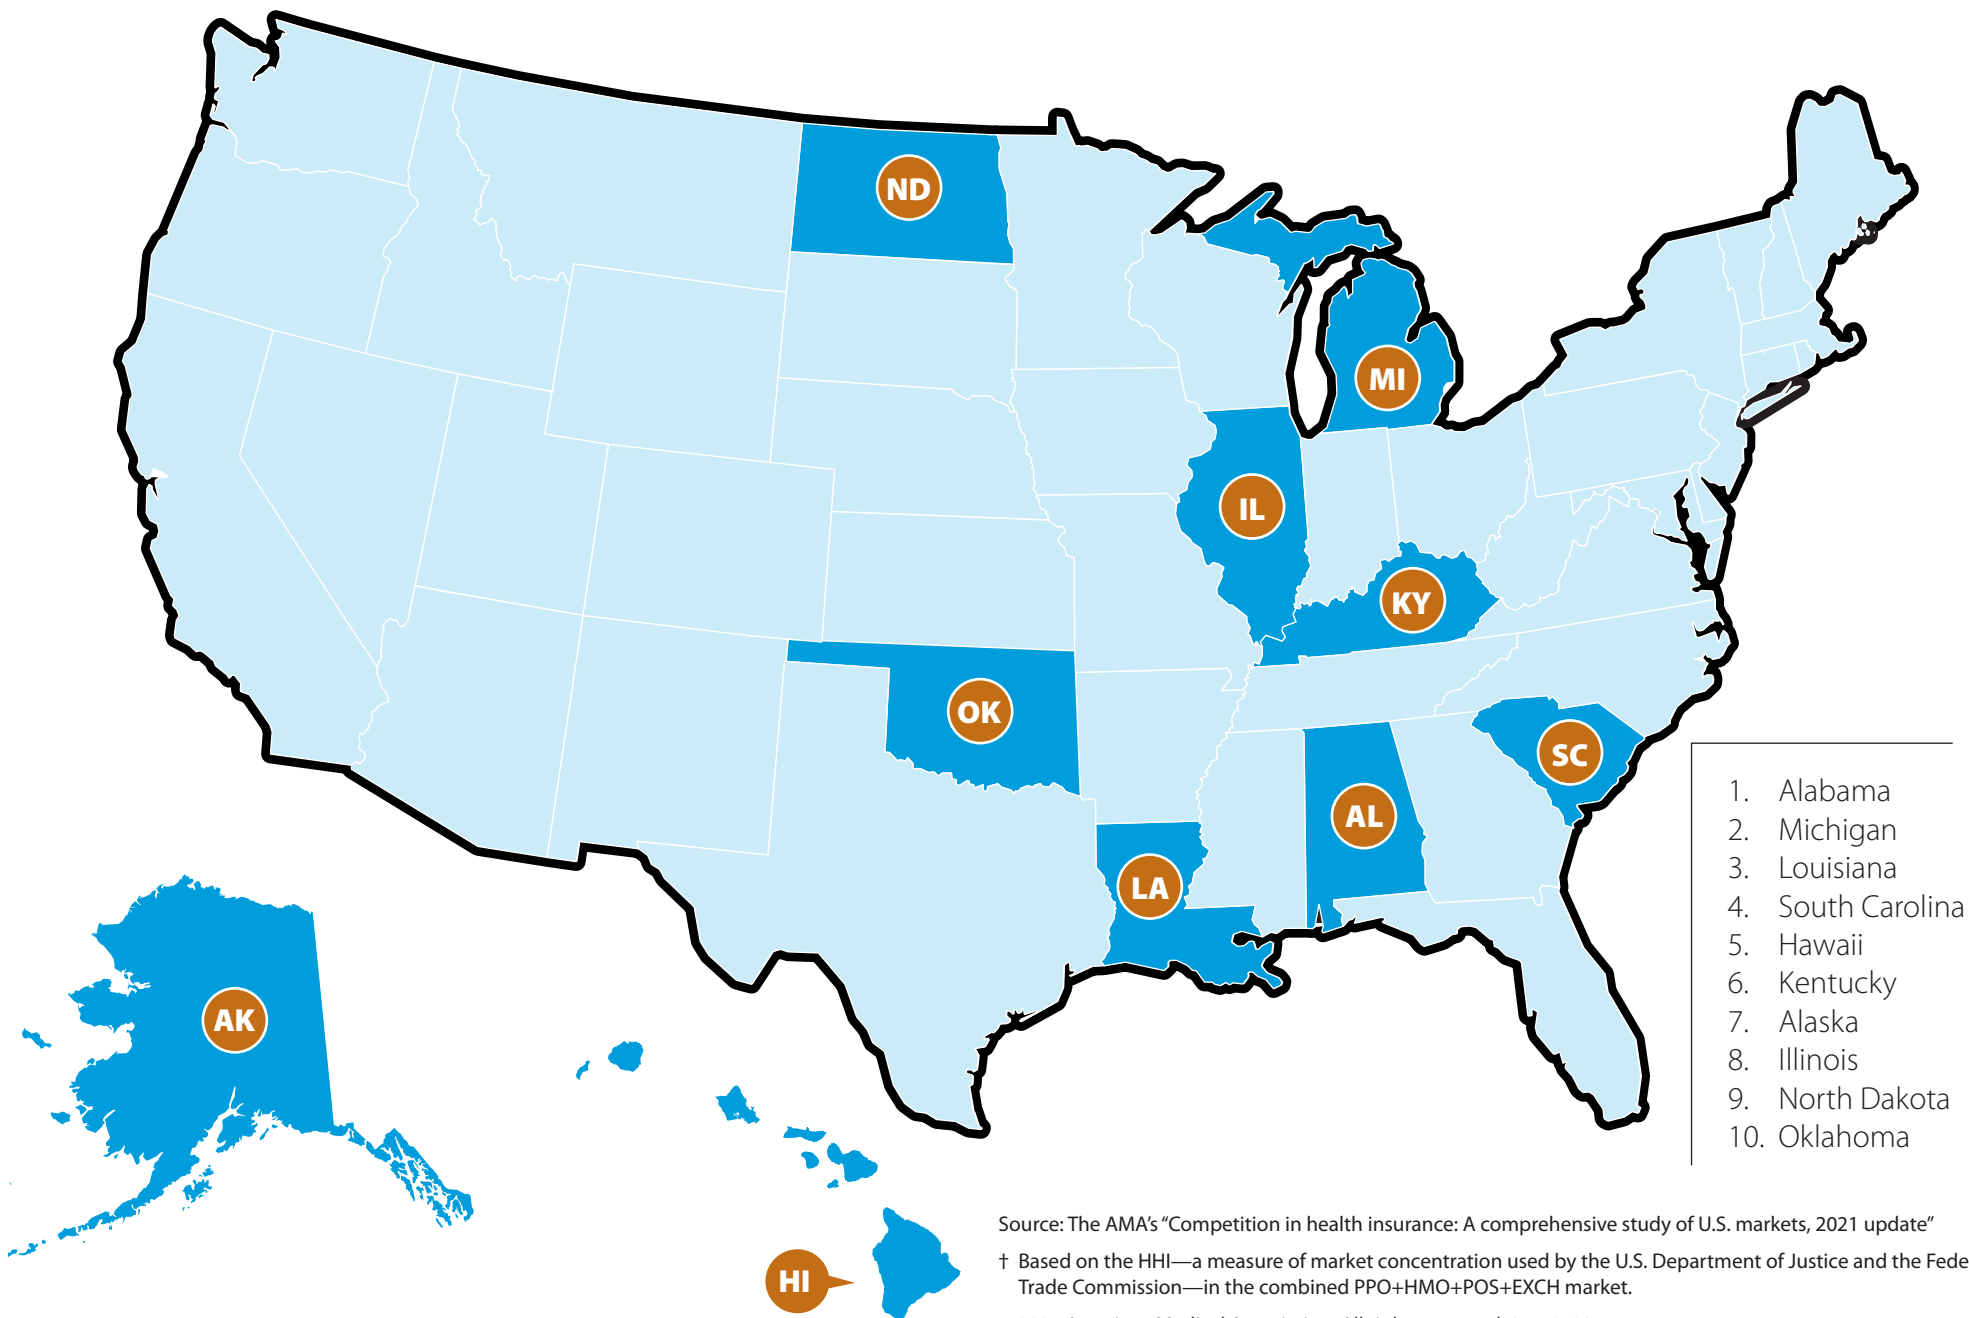 ND
MI
IL
KY
OK
SC
AL
LA
AK
HI
1. Alabama
2. Michigan
3. Louisiana
4. South Carolina
5. Hawaii
6. Kentucky
7. Alaska
8. Illinois
9. North Dakota
10. Oklahoma
Source: The AMA's “Competition in health insurance: A comprehensive study of U.S. markets, 2021 update”
† Based on the HHI—a measure of market concentration used by the U.S. Department of Justice and the Fede
Trade Commission—in the combined PPO+HMO+POS+EXCH market.